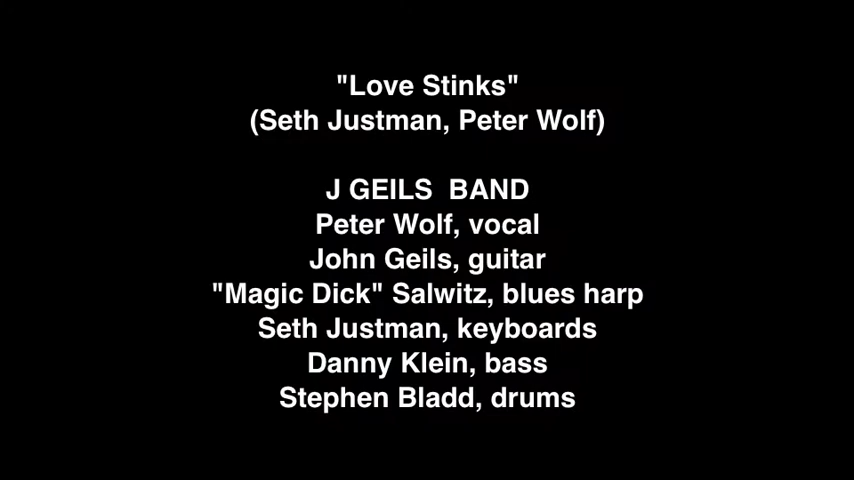 "Love Stinks"
(Seth Justman, Peter Wolf)
J GEILS  BAND
Peter Wolf, vocal
John Geils, guitar
"Magic Dick" Salwitz, blues harp
Seth Justman, keyboards
Danny Klein, bass
Stephen Bladd, drums